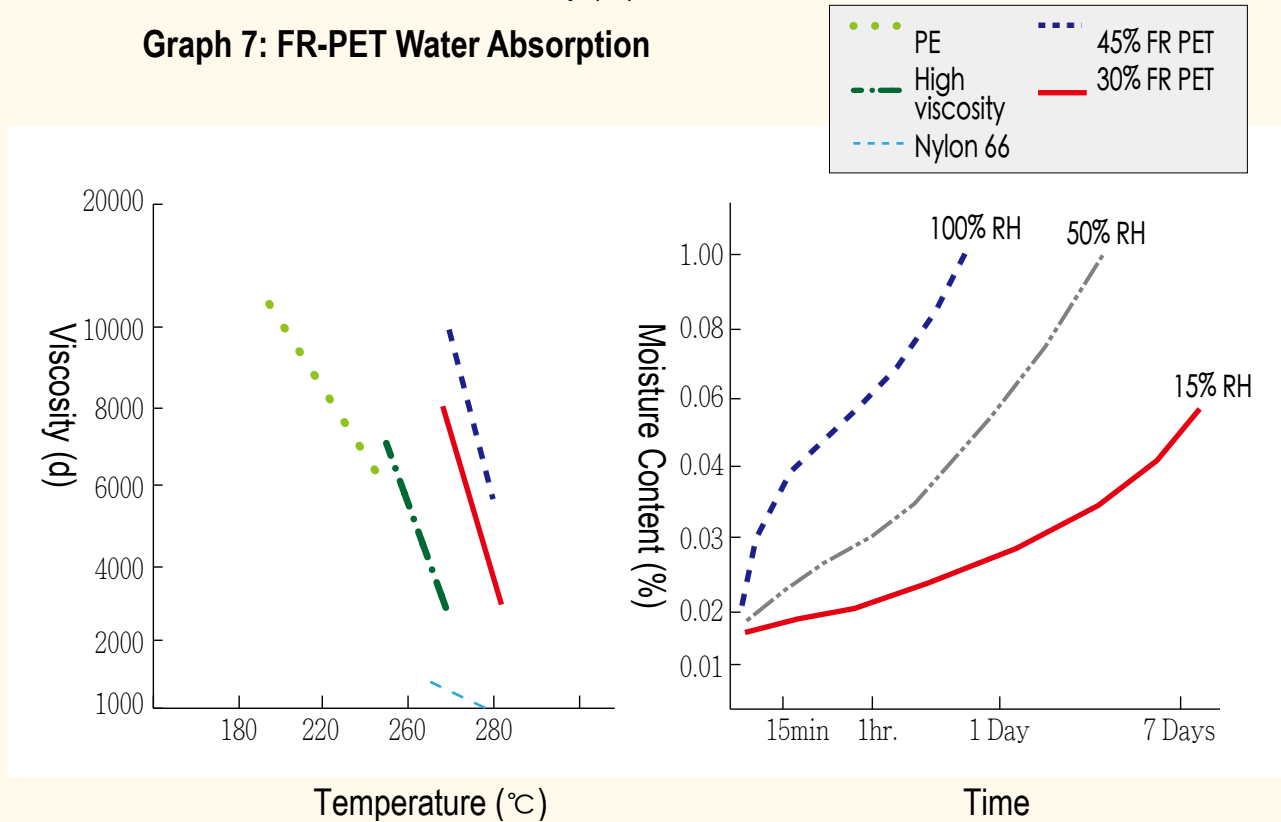 Graph 7: FR-PET Water Absorption
PE
45% FR PET
High
viscosity
30% FR PET
Nylon 66
Viscosity (d)
20000
10000
8000
6000
4000
2000
1000
180 220 260 280
Temperature (℃)
Moisture Content (%)
1.00
0.08
0.06
0.04
0.03
0.02
0.01
100% RH
50% RH
15% RH
15min 1hr. 1 Day 7 Days
Time